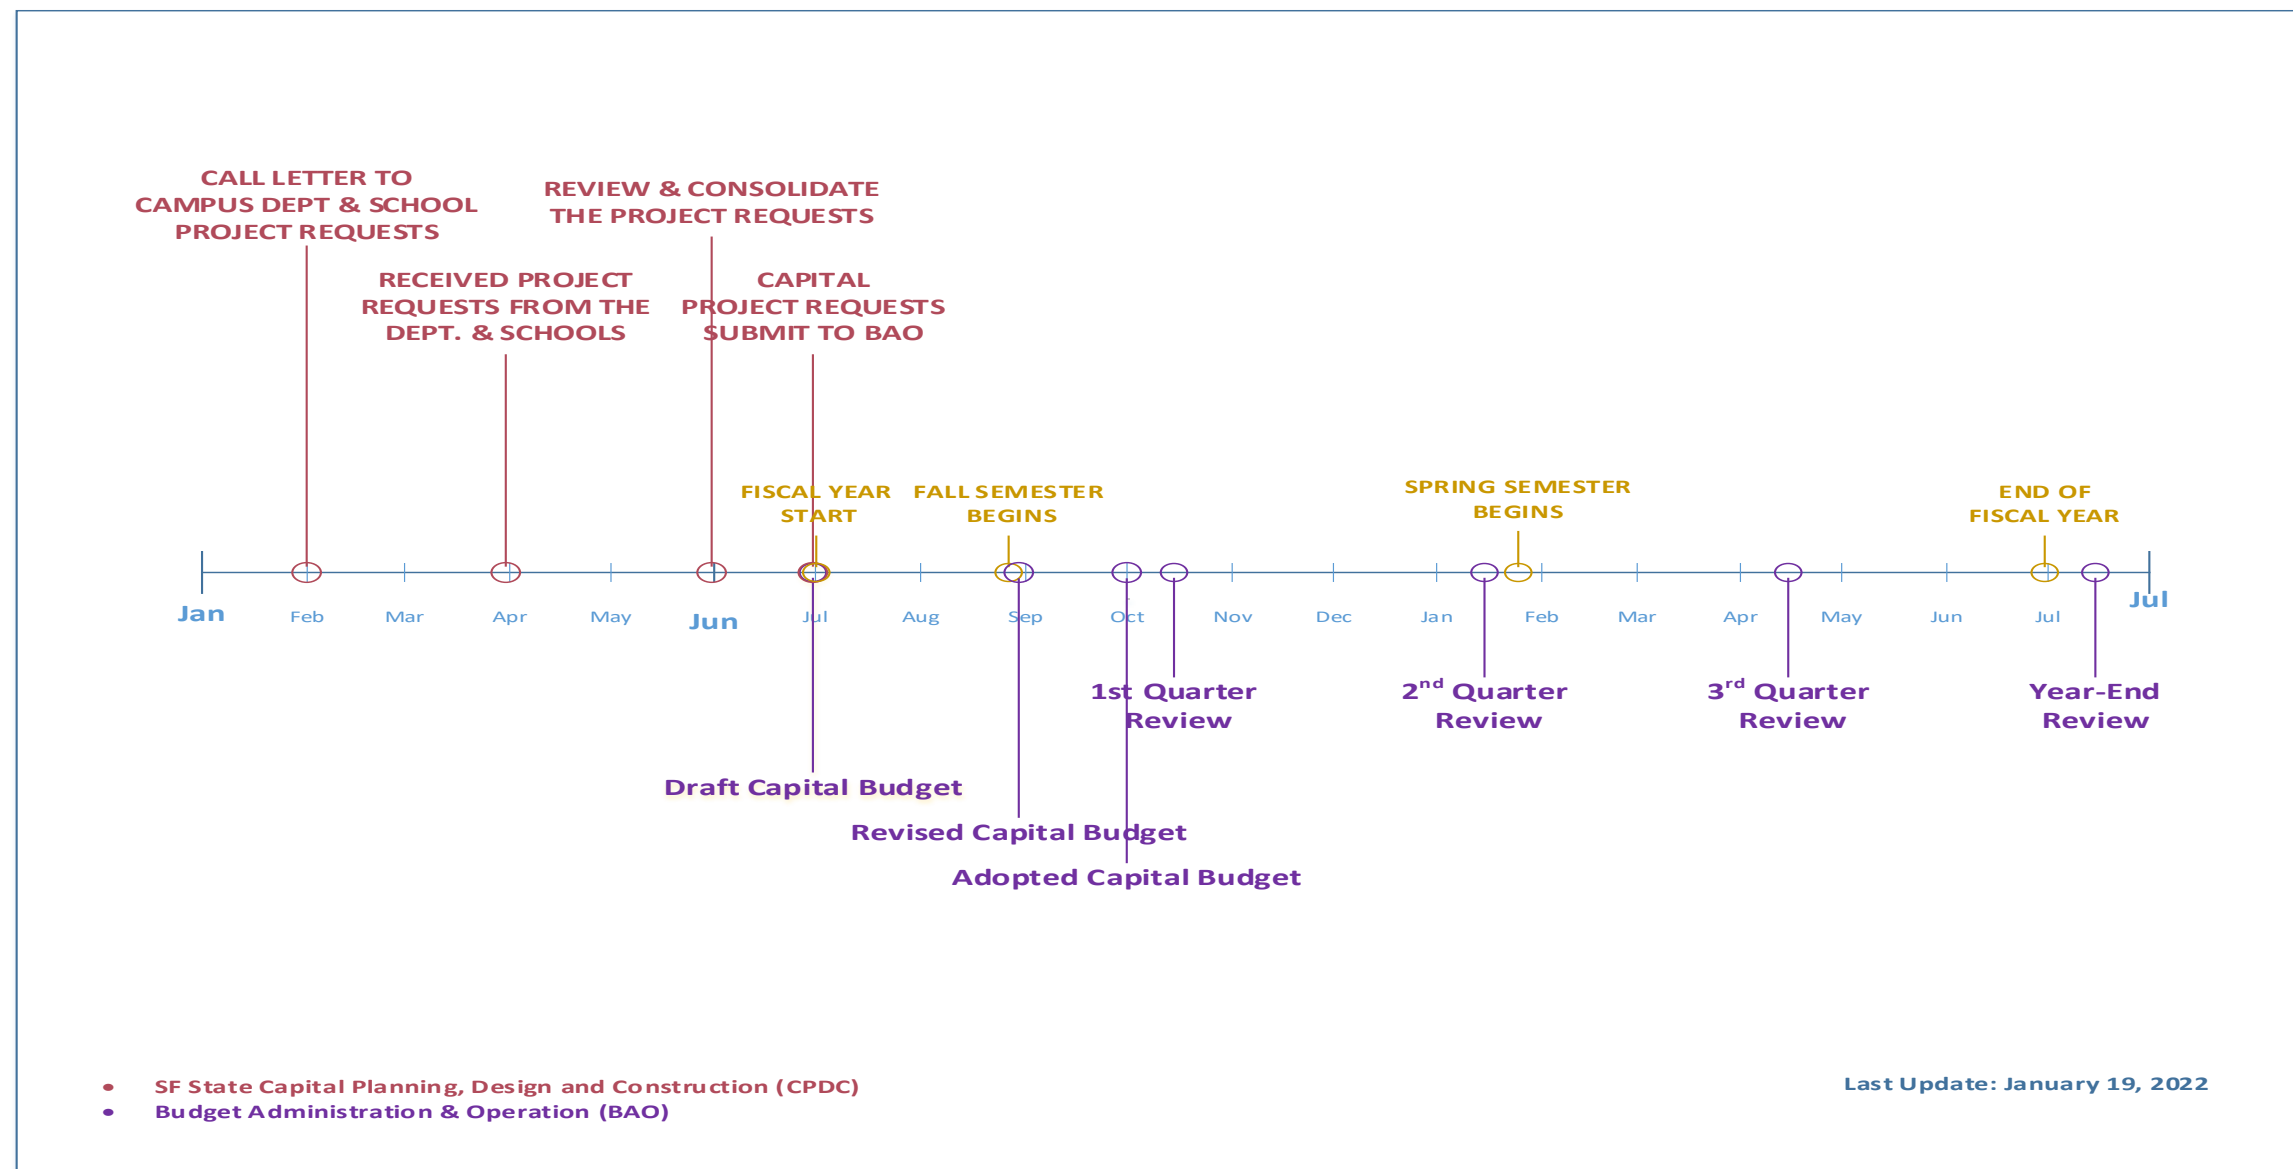 CALL LETTER TO
CAMPUS DEPT & SCHOOL
PROJECT REQUESTS
REVIEW & CONSOLIDATE
THE PROJECT REQUESTS
RECEIVED PROJECT
REQUESTS FROM THE
DEPT. & SCHOOLS
CAPITAL
PROJECT REQUESTS
SUBMIT TO BAO
FISCAL YEAR
START
FALL SEMESTER
BEGINS
SPRING SEMESTER
BEGINS
END OF
FISCAL YEAR
Jan
Feb
Mar
Apr
May
Jun
Jul
Aug
Sep
Oct
Nov
Dec
Jan
Feb
Mar
Apr
May
Jun
Jul
Jul
1st Quarter
Review
2nd Quarter
Review
3rd Quarter
Review
Year-End
Review
Draft Capital Budget
Revised Capital Budget
Adopted Capital Budget
• SF State Capital Planning, Design and Construction (CPDC)
• Budget Administration & Operation (BAO)
Last Update: January 19, 2022